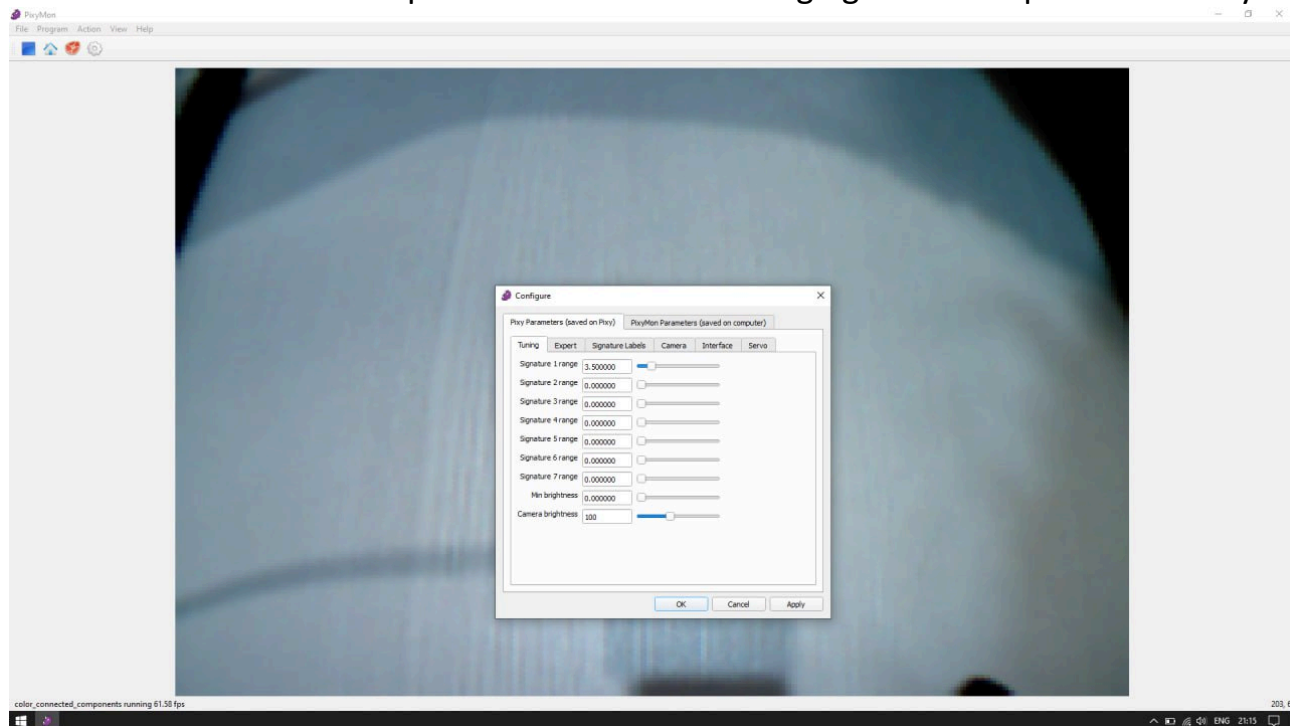 PixyMon
File Program Action View Help
Configure
Pixy Parameters (saved on Pixy) PixyMon Parameters (saved on computer)
Tuning Expert Signature Labels Camera Interface Servo
Signature 1 range 3.500000
Signature 2 range 0.000000
Signature 3 range 0.000000
Signature 4 range 0.000000
Signature 5 range 0.000000
Signature 6 range 0.000000
Signature 7 range 0.000000
Min brightness 0.000000
Camera brightness 100
OK Cancel Apply
color_connected_components running 61.58 fps
203, 6
ENG 21:15